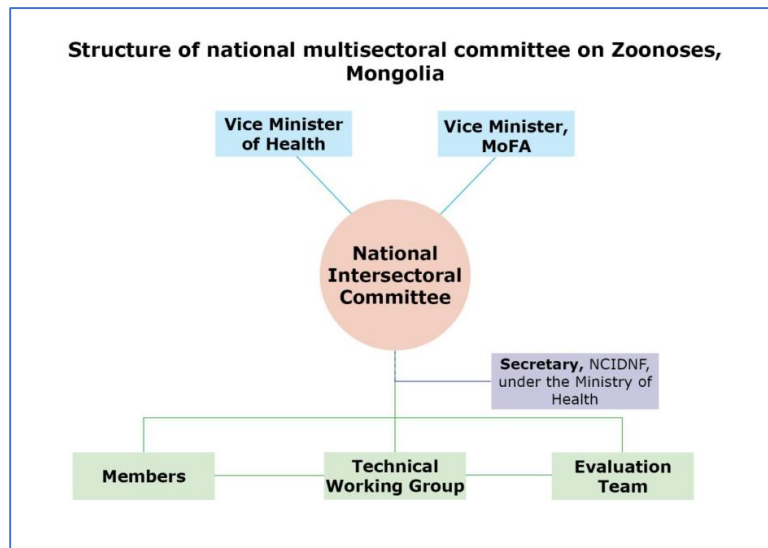 Structure of national multisectoral committee on Zoonoses,
Mongolia
Vice Minister
of Health
Vice Minister,
MoFA
National
Intersectoral
Committee
Secretary, NCIDNF,
under the Ministry of
Health
Members
Technical
Working Group
Evaluation
Team